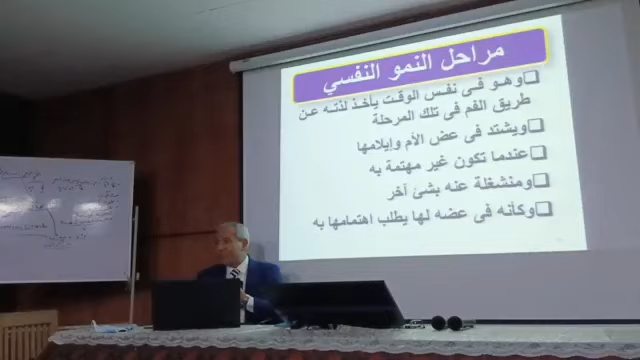 مراحل النمو النفسي
❑وهو فى نفس الوقت يأخذ لذته عن
طريق الفم فى تلك المرحلة
❑ويشتد فى عض الأم وإيلامها
❑عندما تكون غير مهتمة به
❑ومنشغلة عنه بشئ آخر
❑وكأنه فى عضه لها يطلب اهتمامها به